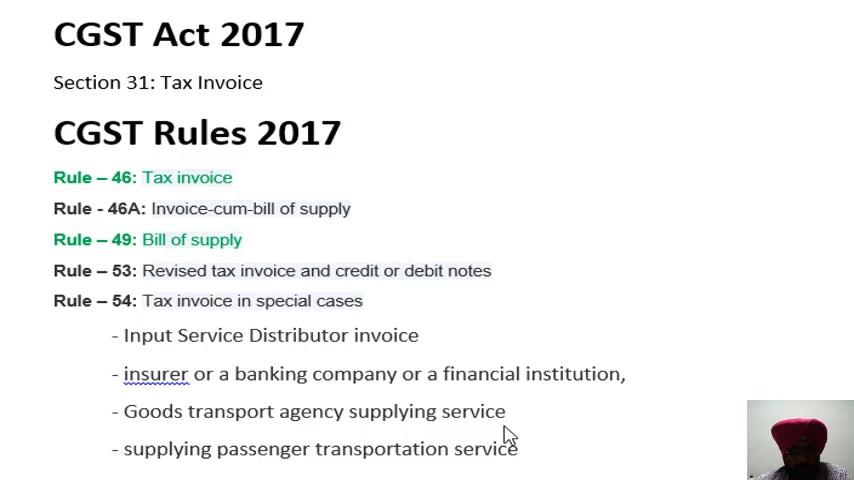 CGST Act 2017
Section 31: Tax Invoice
CGST Rules 2017
Rule – 46: Tax invoice
Rule - 46A: Invoice-cum-bill of supply
Rule – 49: Bill of supply
Rule – 53: Revised tax invoice and credit or debit notes
Rule – 54: Tax invoice in special cases
- Input Service Distributor invoice
- insurer or a banking company or a financial institution,
- Goods transport agency supplying service
- supplying passenger transportation service